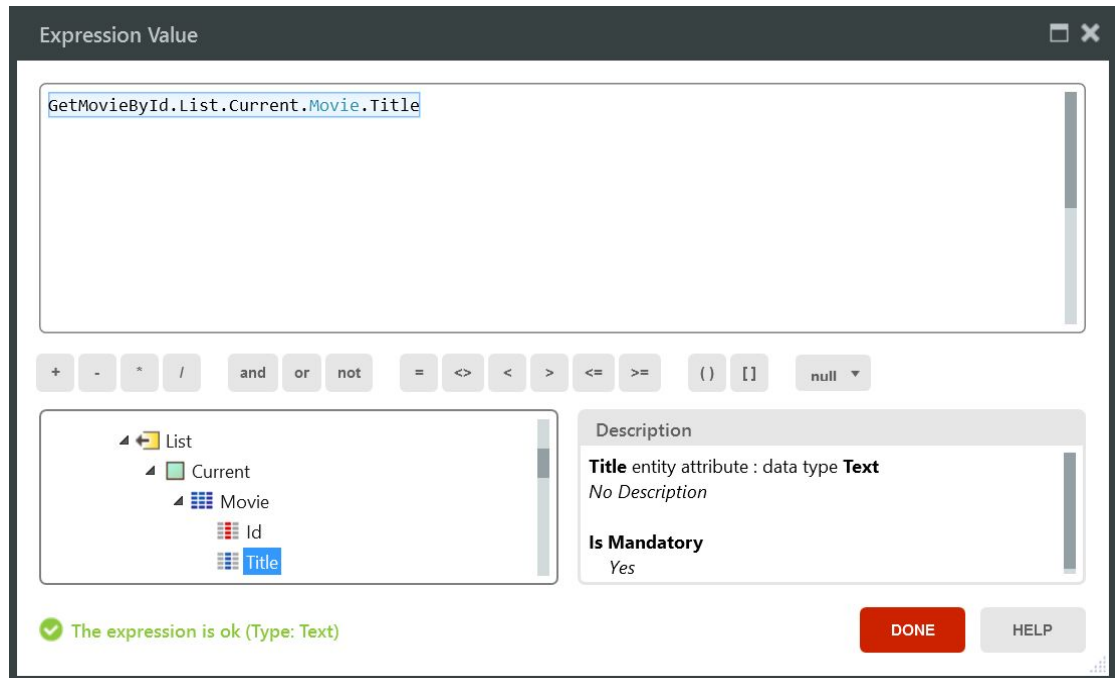 Expression Value
GetMovieById.List.Current.Movie.Title
+ - * / and or not = <> < > <= >= () [] null
List
Current
Movie
Id
Title
Description
Title entity attribute : data type Text
No Description
Is Mandatory
Yes
The expression is ok (Type: Text)
DONE HELP